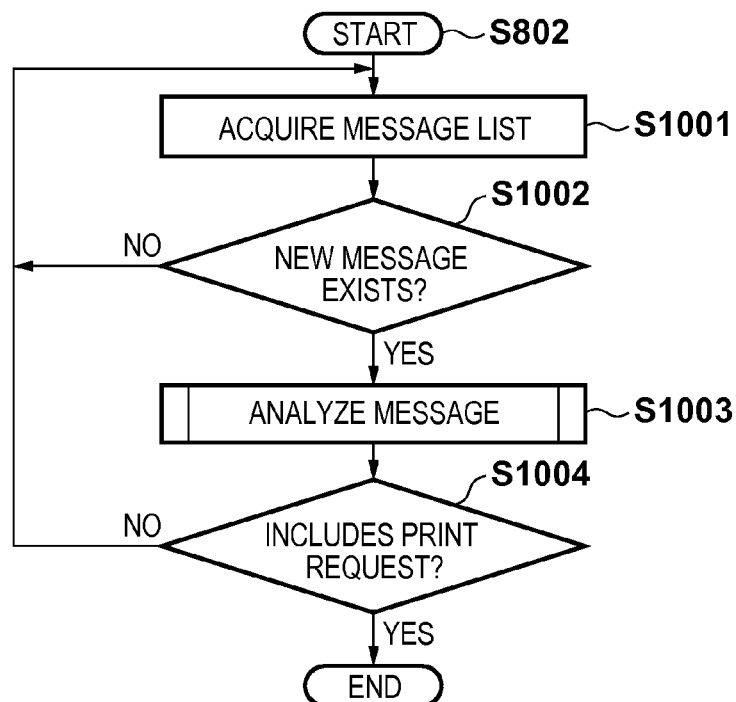 START
S802
ACQUIRE MESSAGE LIST
S1001
S1002
NO
NEW MESSAGE
EXISTS?
YES
ANALYZE MESSAGE
S1003
S1004
NO
INCLUDES PRINT
REQUEST?
YES
END